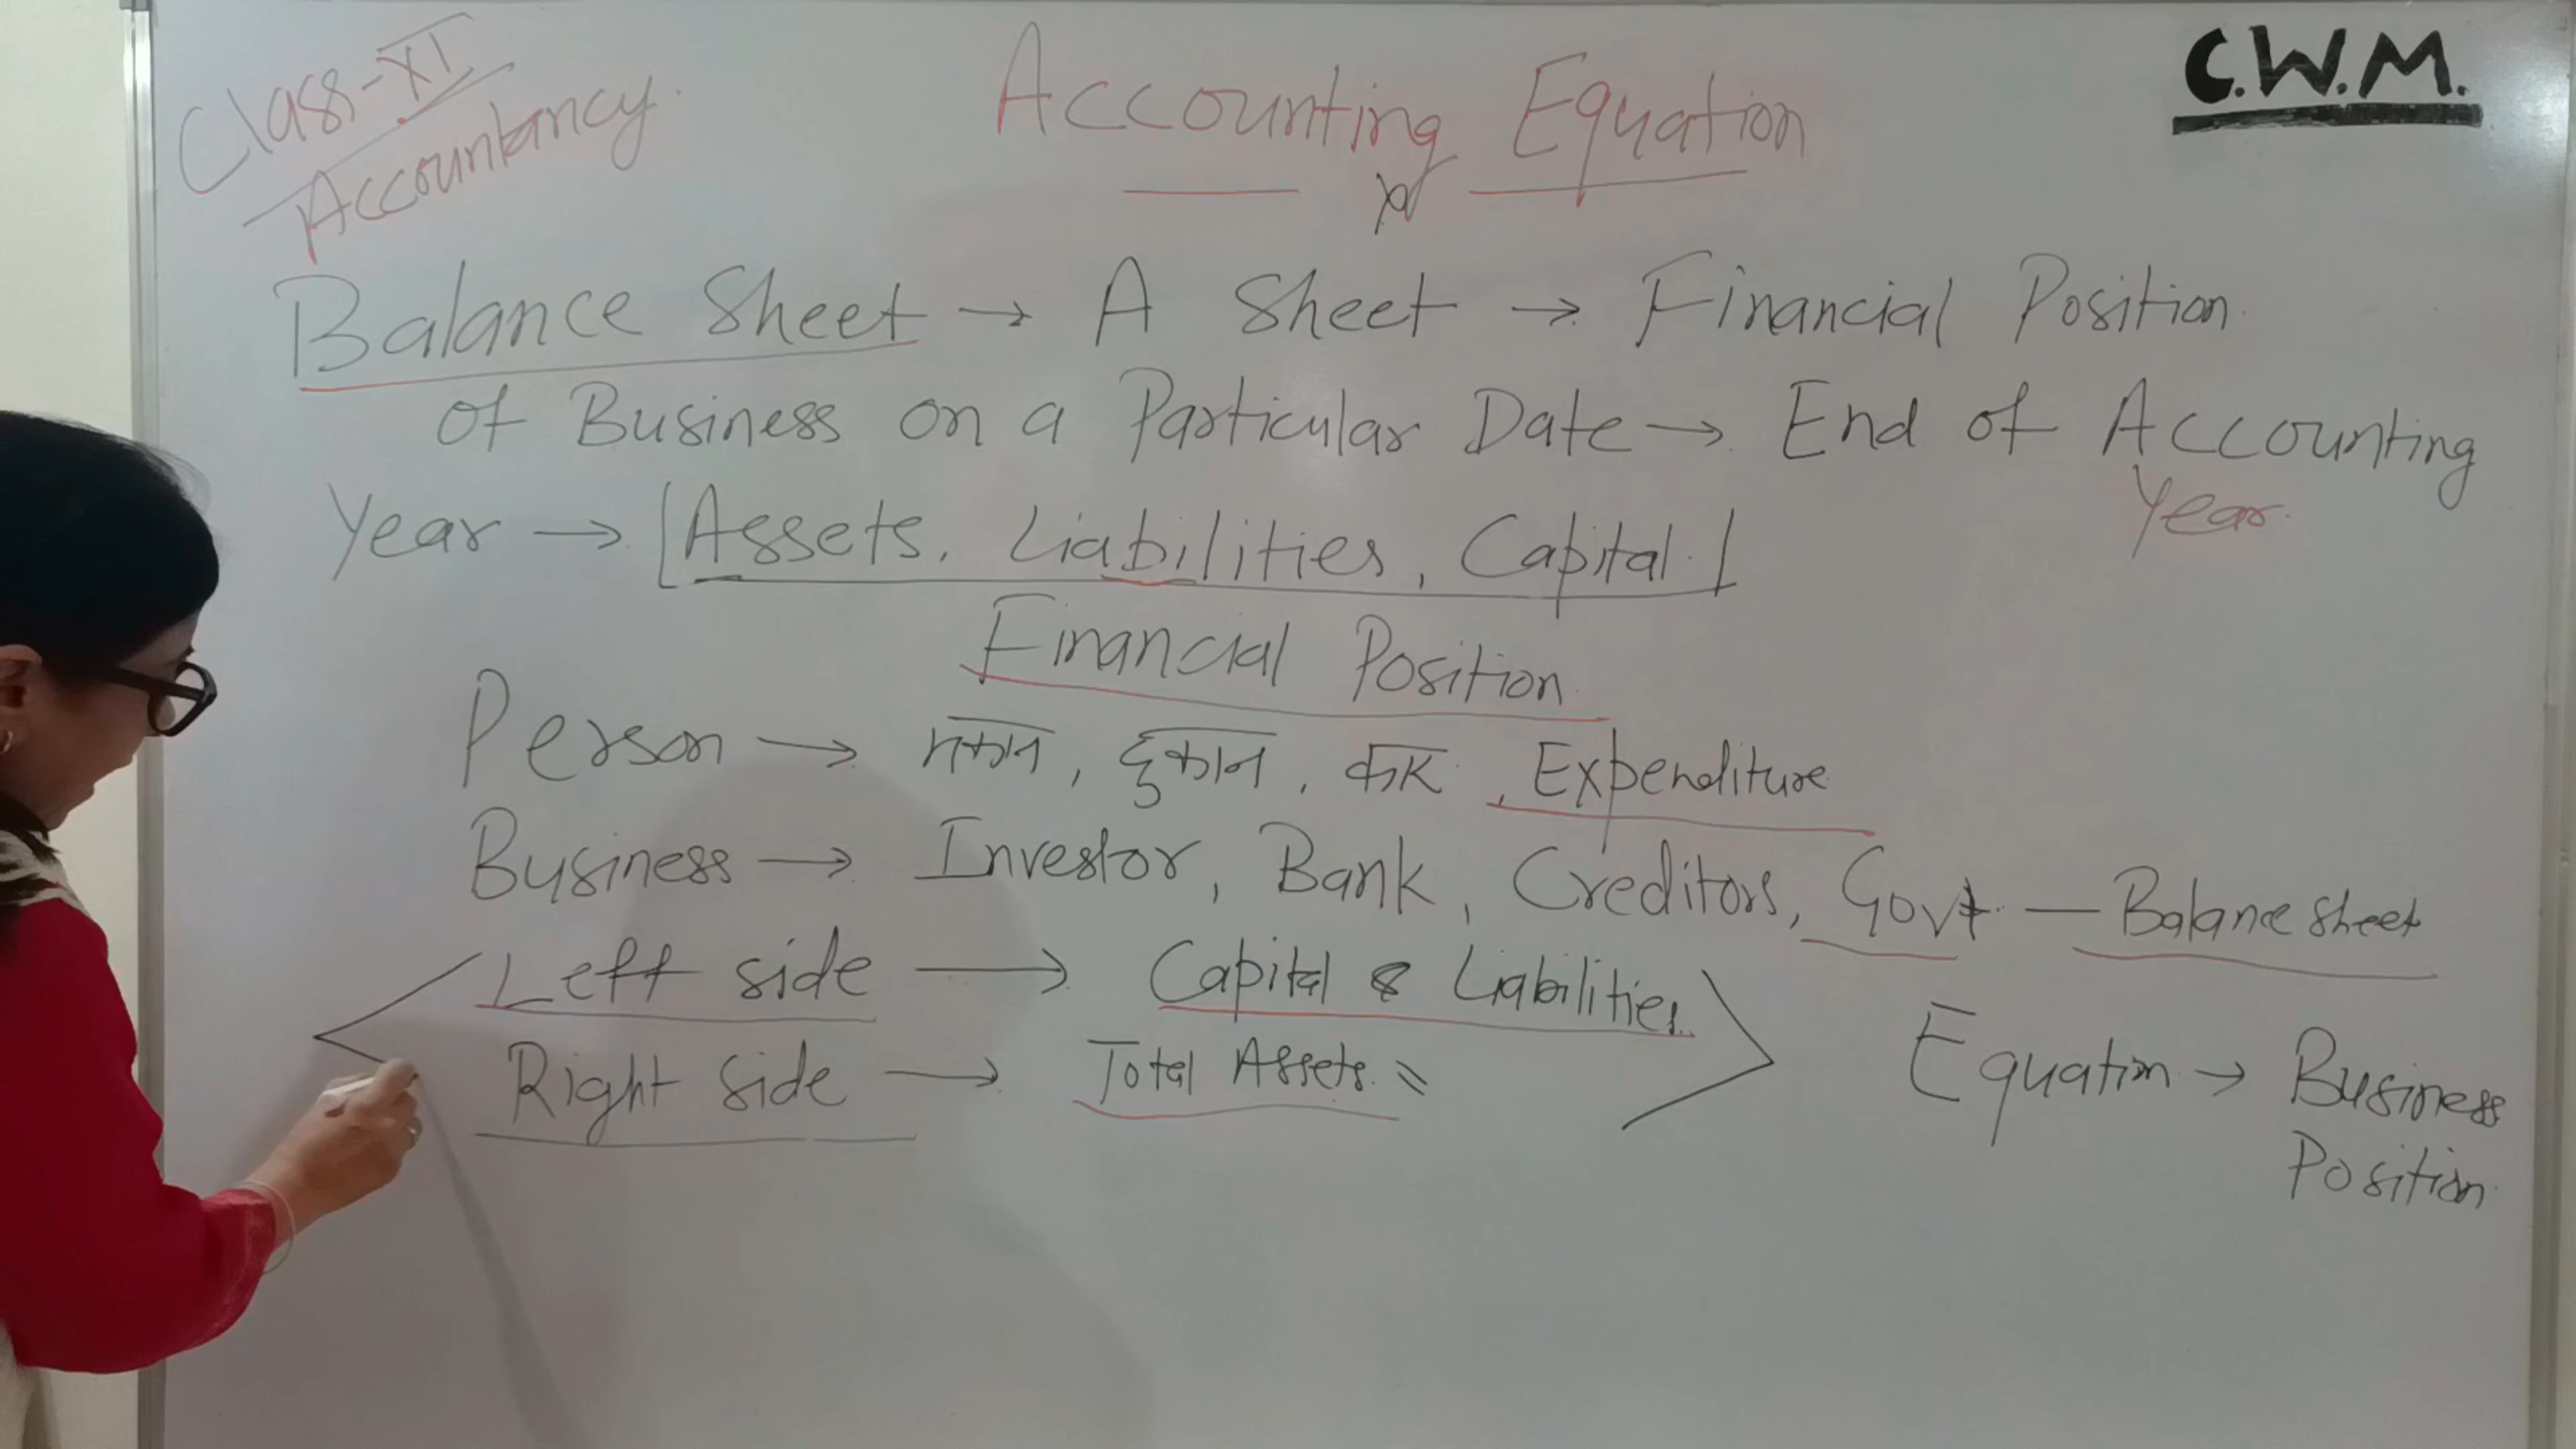 Class-XI
Accountancy.
Accounting Equation
C.W.M.
Balance Sheet → A Sheet → Financial Position
of Business on a Particular Date → End of Accounting
Year.
Year → [Assets, Liabilities, Capital.]
Financial Position
Person → मकान, दुकान, कार, Expenditure
Business → Investor, Bank, Creditors, Govt. — Balance sheet
Left side → Capital & Liabilities
Right side → Total Assets
Equation → Business
Position